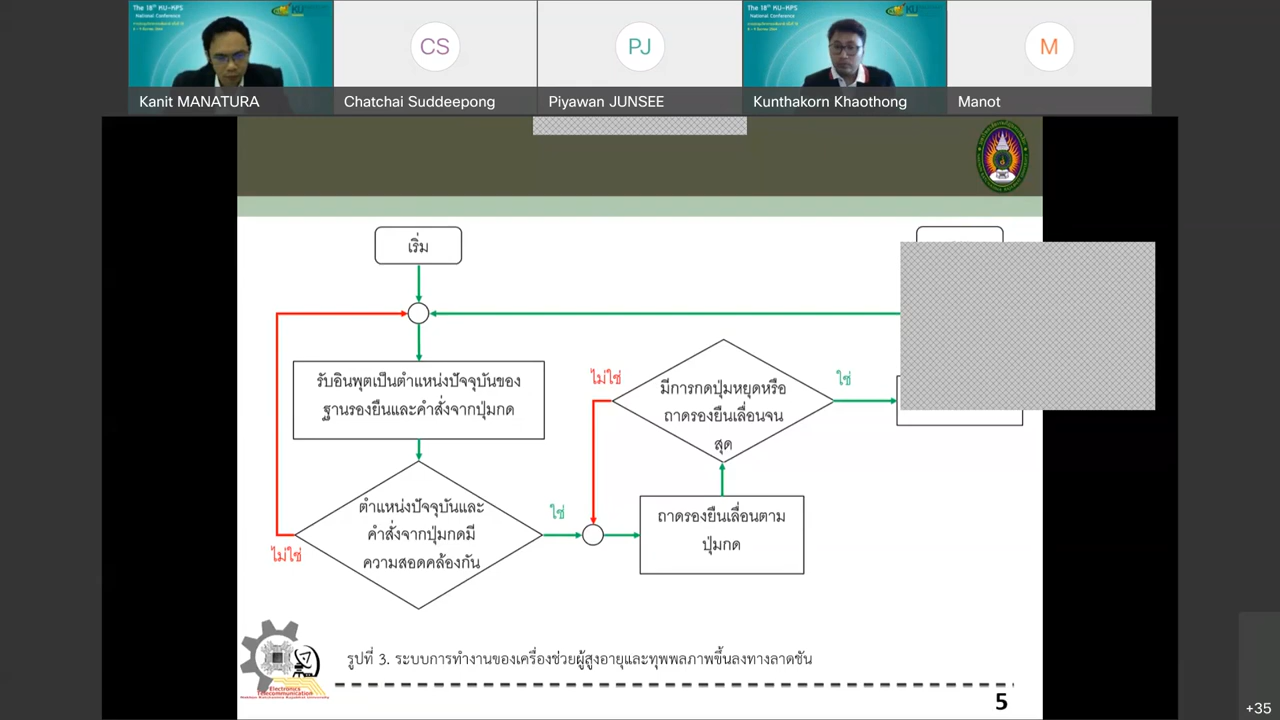 The 18th KU-KPS
National Conference
KU
The 18th KU-KPS
National Conference
KU
CS
PJ
M
Kanit MANATURA
Chatchai Suddeepong
Piyawan JUNSEE
Kunthakorn Khaothong
Manot
เริ่ม
รับอินพุตเป็นตำแหน่งปัจจุบันของ
ฐานรองยืนและคำสั่งจากปุ่มกด
ตำแหน่งปัจจุบันและ
คำสั่งจากปุ่มกดมี
ความสอดคล้องกัน
ไม่ใช่
ใช่
ถาดรองยืนเลื่อนตาม
ปุ่มกด
ไม่ใช่
มีการกดปุ่มหยุดหรือ
ถาดรองยืนเลื่อนจน
สุด
ใช่
รูปที่ 3. ระบบการทำงานของเครื่องช่วยผู้สูงอายุและทุพพลภาพขึ้นลงทางลาดชัน
Electronics
Telecommunication
5
+35